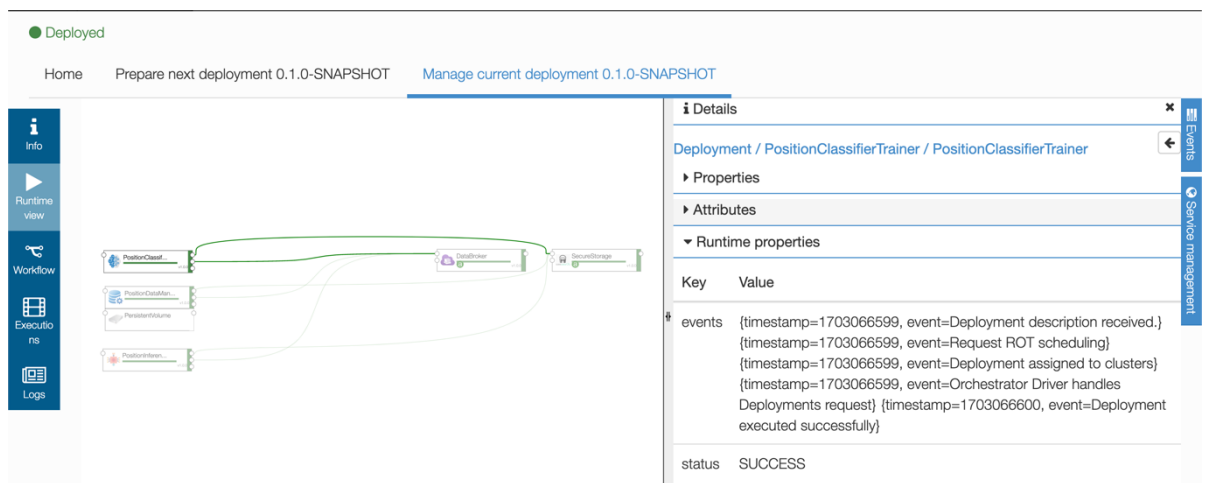 Deployed
Home
Prepare next deployment 0.1.0-SNAPSHOT
Manage current deployment 0.1.0-SNAPSHOT
Info
Runtime
view
Workflow
Executio
ns
Logs
PositionClassif...
PositionDataMan...
PersistentVolume
PositionInferen...
DataBroker
SecureStorage
i Details
Deployment / PositionClassifierTrainer / PositionClassifierTrainer
Properties
Attributes
Runtime properties
Key Value
events {timestamp=1703066599, event=Deployment description received.}
{timestamp=1703066599, event=Request ROT scheduling}
{timestamp=1703066599, event=Deployment assigned to clusters}
{timestamp=1703066599, event=Orchestrator Driver handles
Deployments request} {timestamp=1703066600, event=Deployment
executed successfully}
status SUCCESS
Events
Service management